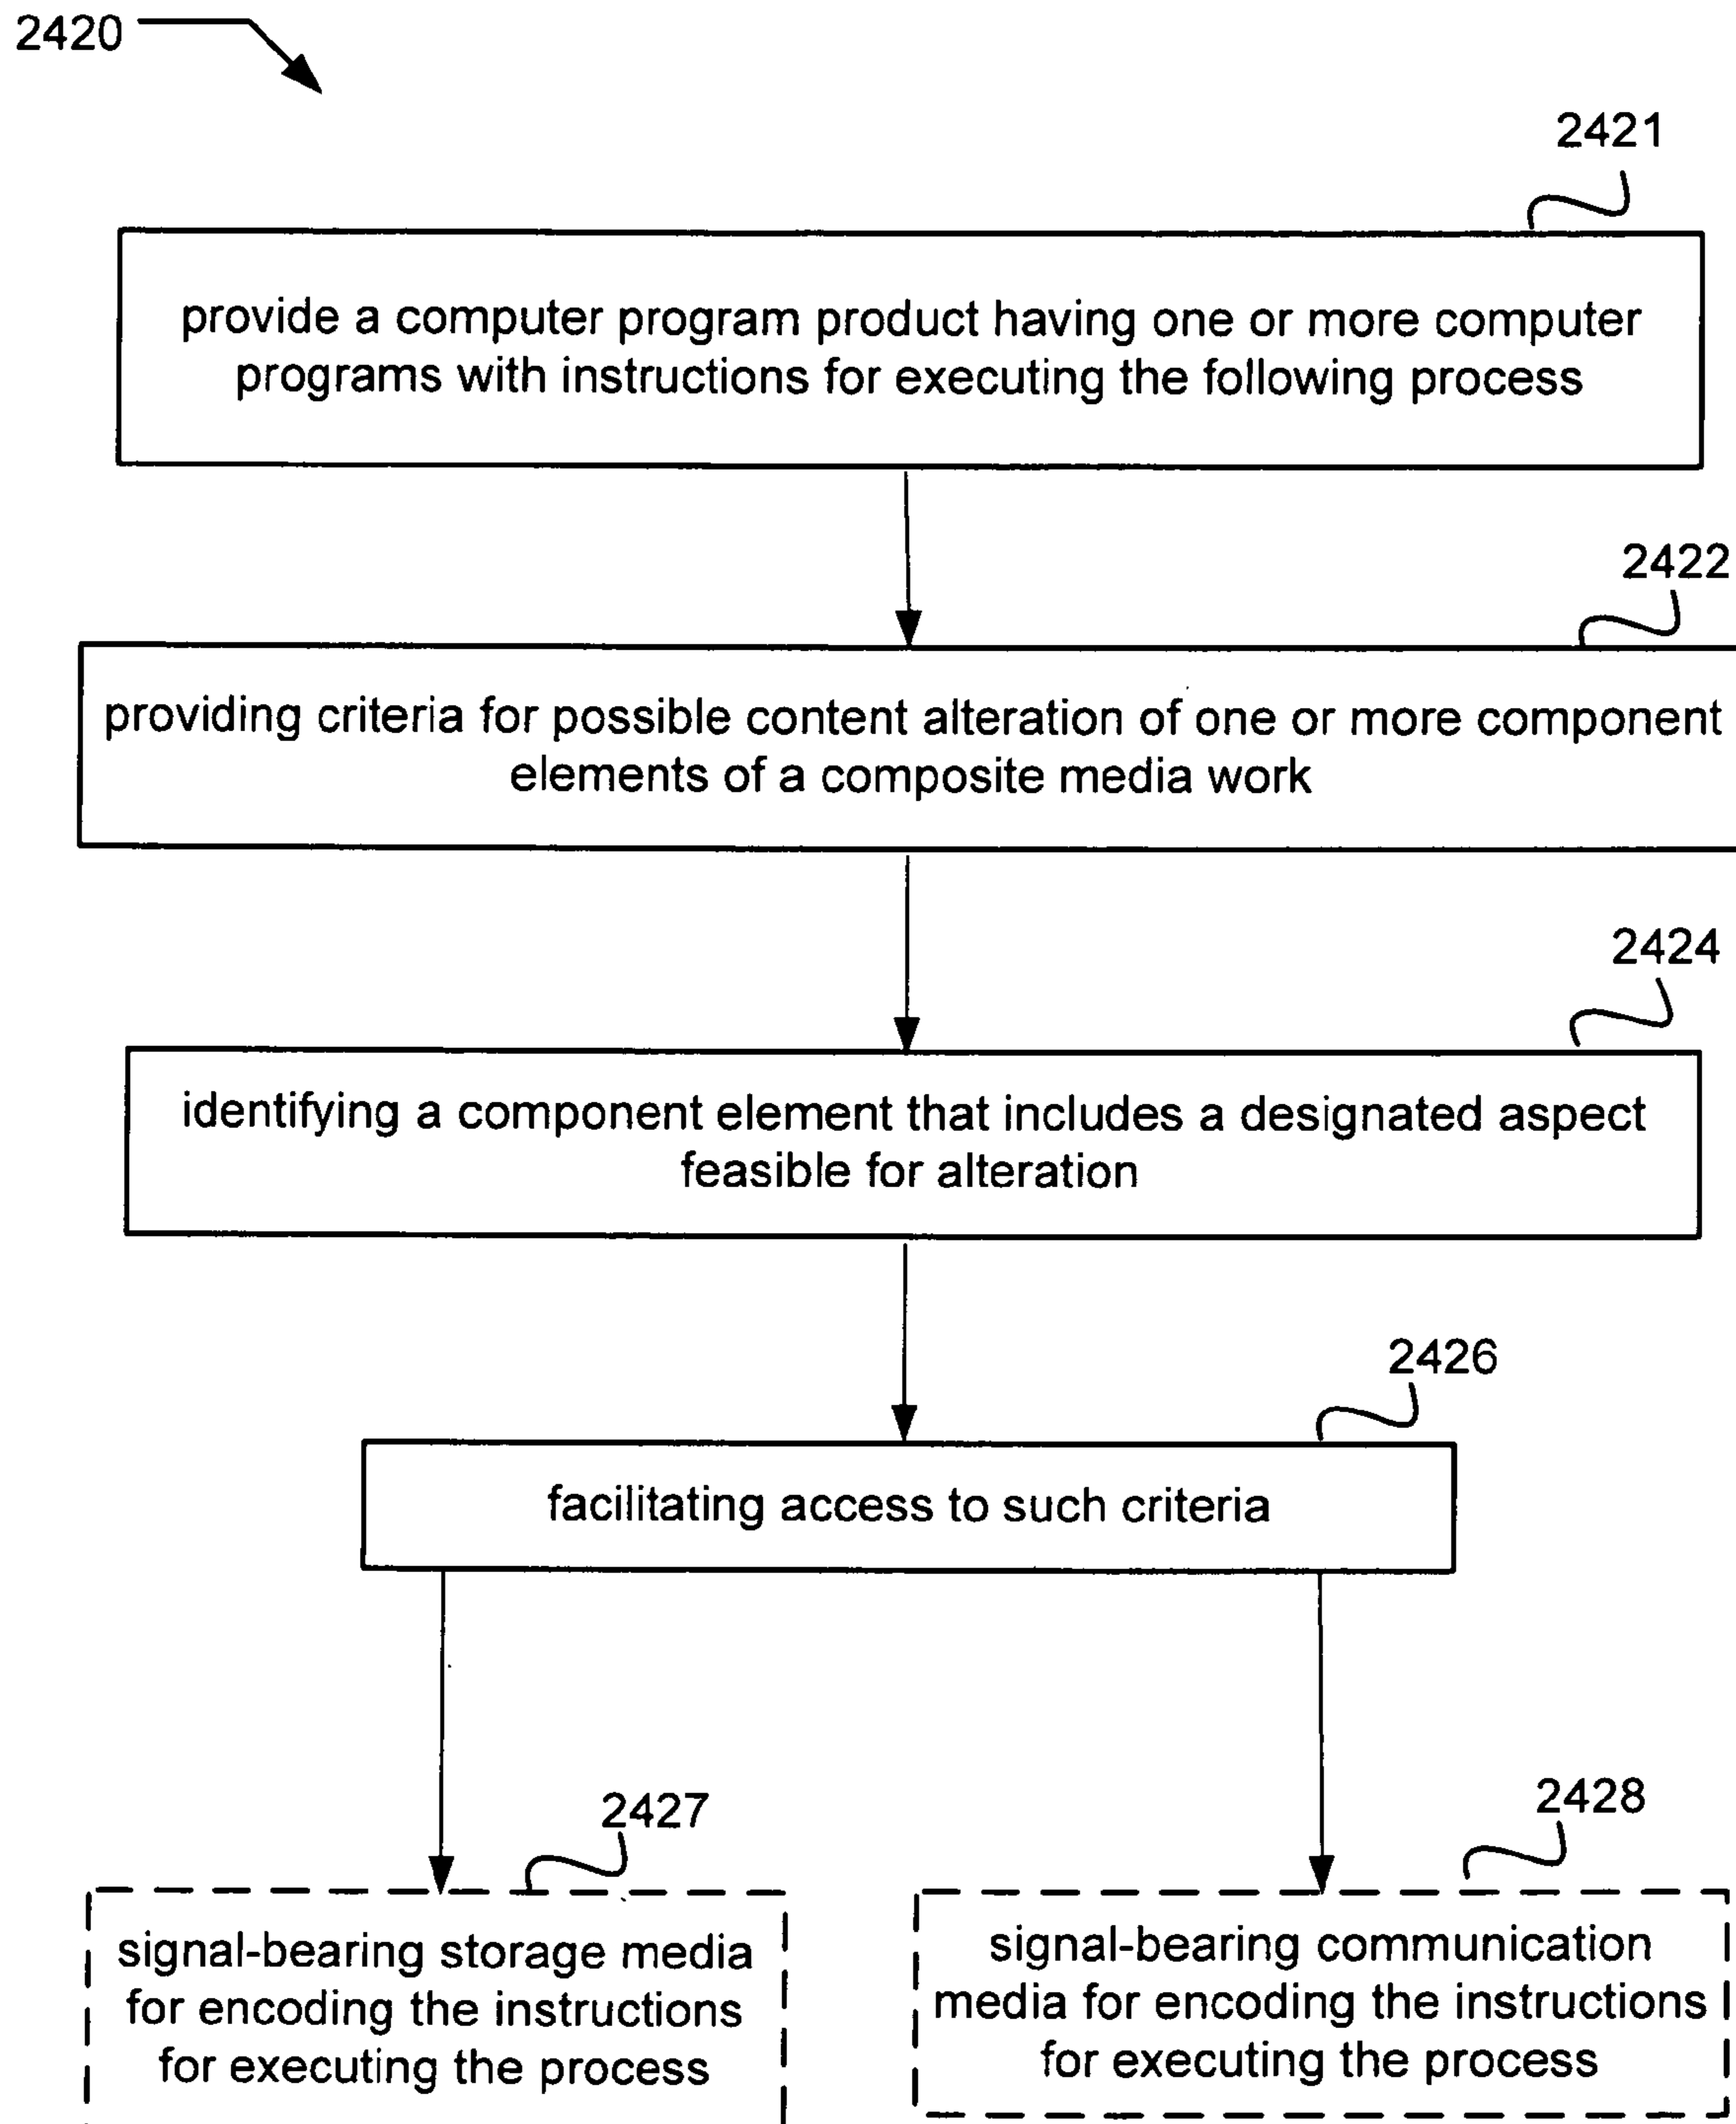 2420
2421
provide a computer program product having one or more computer
programs with instructions for executing the following process
2422
providing criteria for possible content alteration of one or more component
elements of a composite media work
2424
identifying a component element that includes a designated aspect
feasible for alteration
2426
facilitating access to such criteria
2427
signal-bearing storage media
for encoding the instructions
for executing the process
2428
signal-bearing communication
media for encoding the instructions
for executing the process